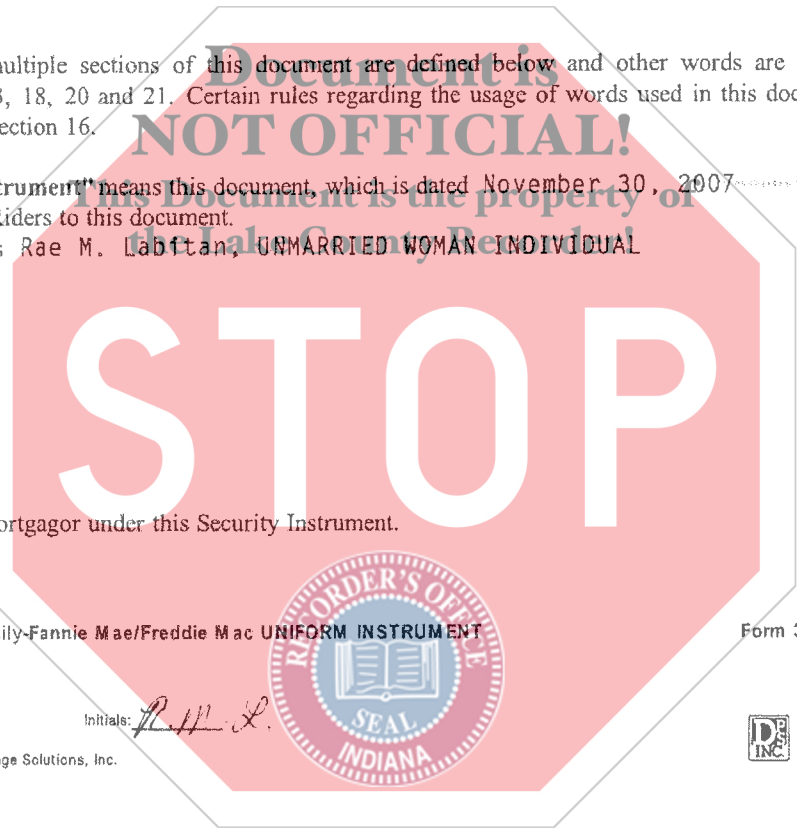 Document is
ultiple sections of this document are defined below and other words are
, 18, 20 and 21. Certain rules regarding the usage of words used in this doc
ection 16.
NOT OFFICIAL!
trument" means this document, which is dated November 30, 2007
This Document is the property of
Riders to this document.
Rae M. Labttan, UNMARRIED WOMAN INDIVIDUAL
the Lake County Recorder!
STOP
ortgagor under this Security Instrument.
RECORDER'S OFFICE
ily-Fannie Mae/Freddie Mac UNIFORM INSTRUMENT
Form 3
Initials: R. M. L.
SEAL
INDIANA
DPS INC.
ge Solutions, Inc.